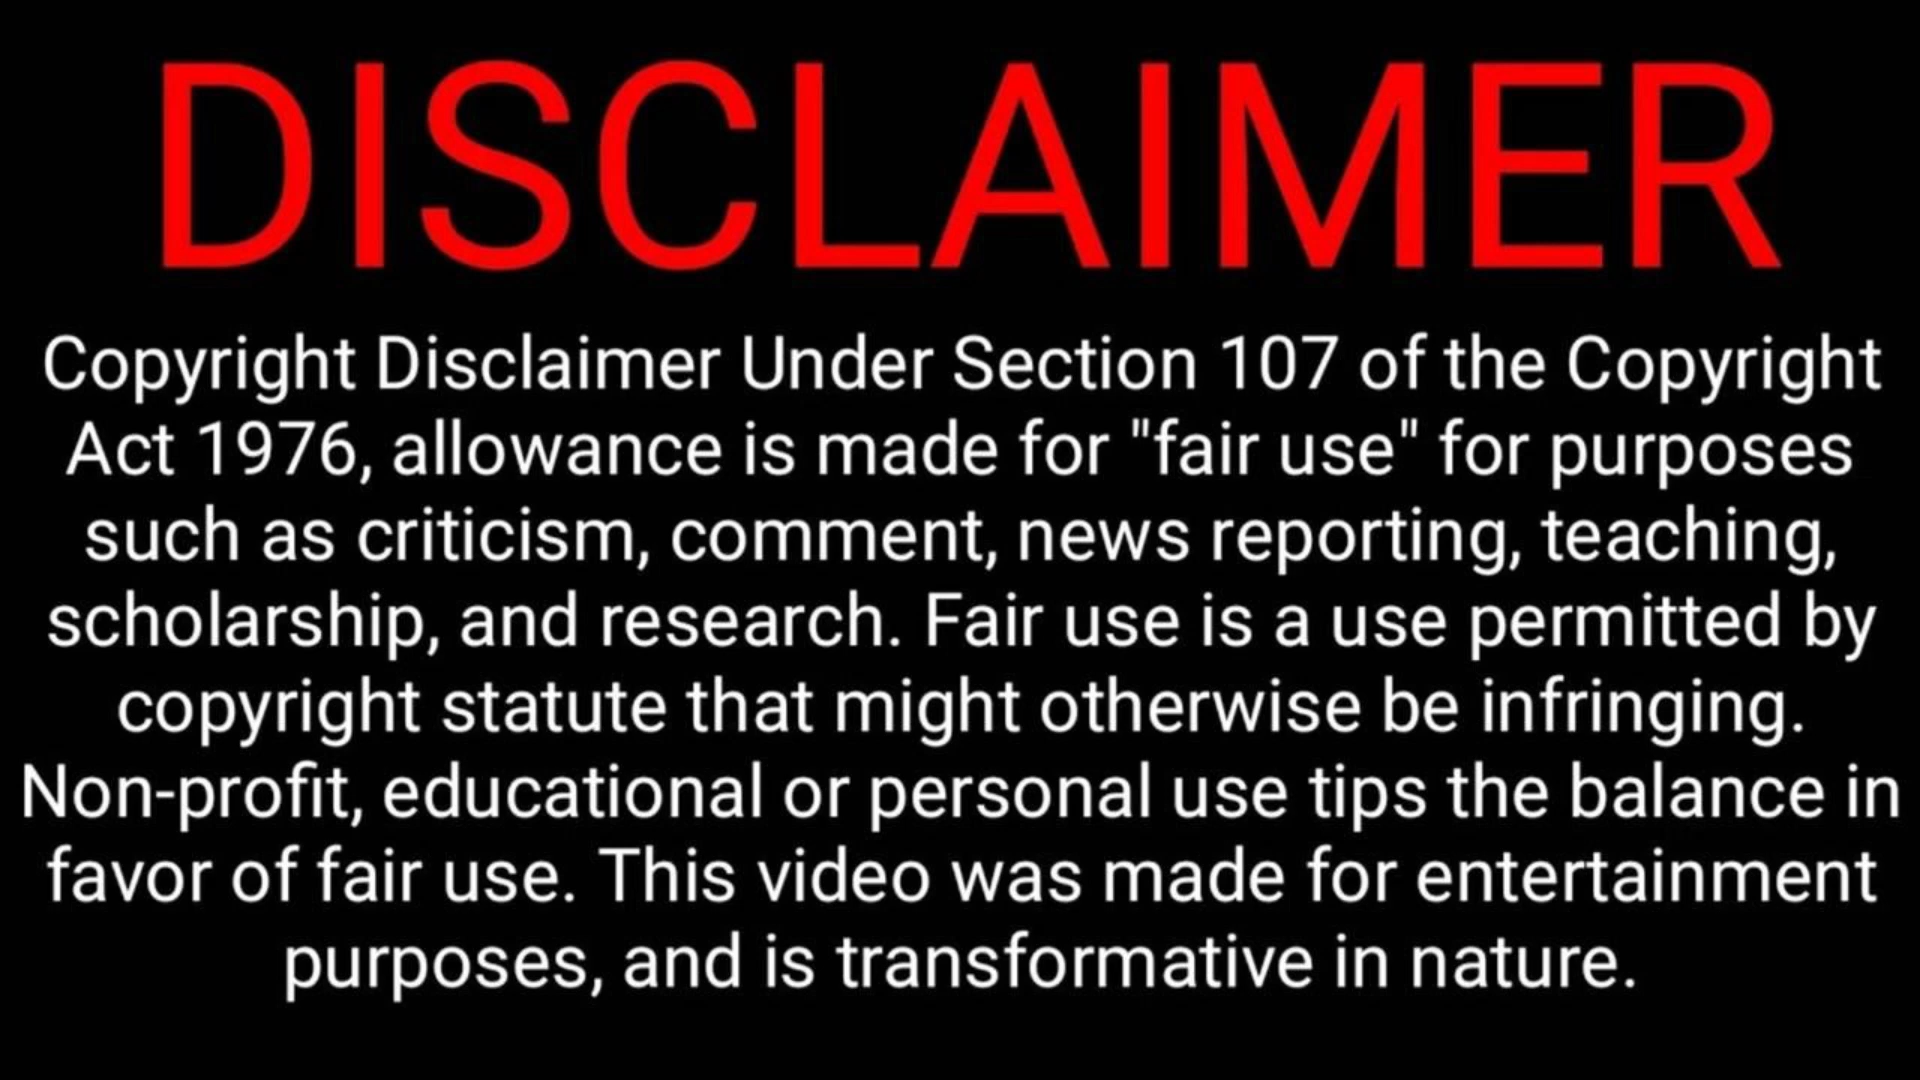 DISCLAIMER
Copyright Disclaimer Under Section 107 of the Copyright
Act 1976, allowance is made for "fair use" for purposes
such as criticism, comment, news reporting, teaching,
scholarship, and research. Fair use is a use permitted by
copyright statute that might otherwise be infringing.
Non-profit, educational or personal use tips the balance in
favor of fair use. This video was made for entertainment
purposes, and is transformative in nature.